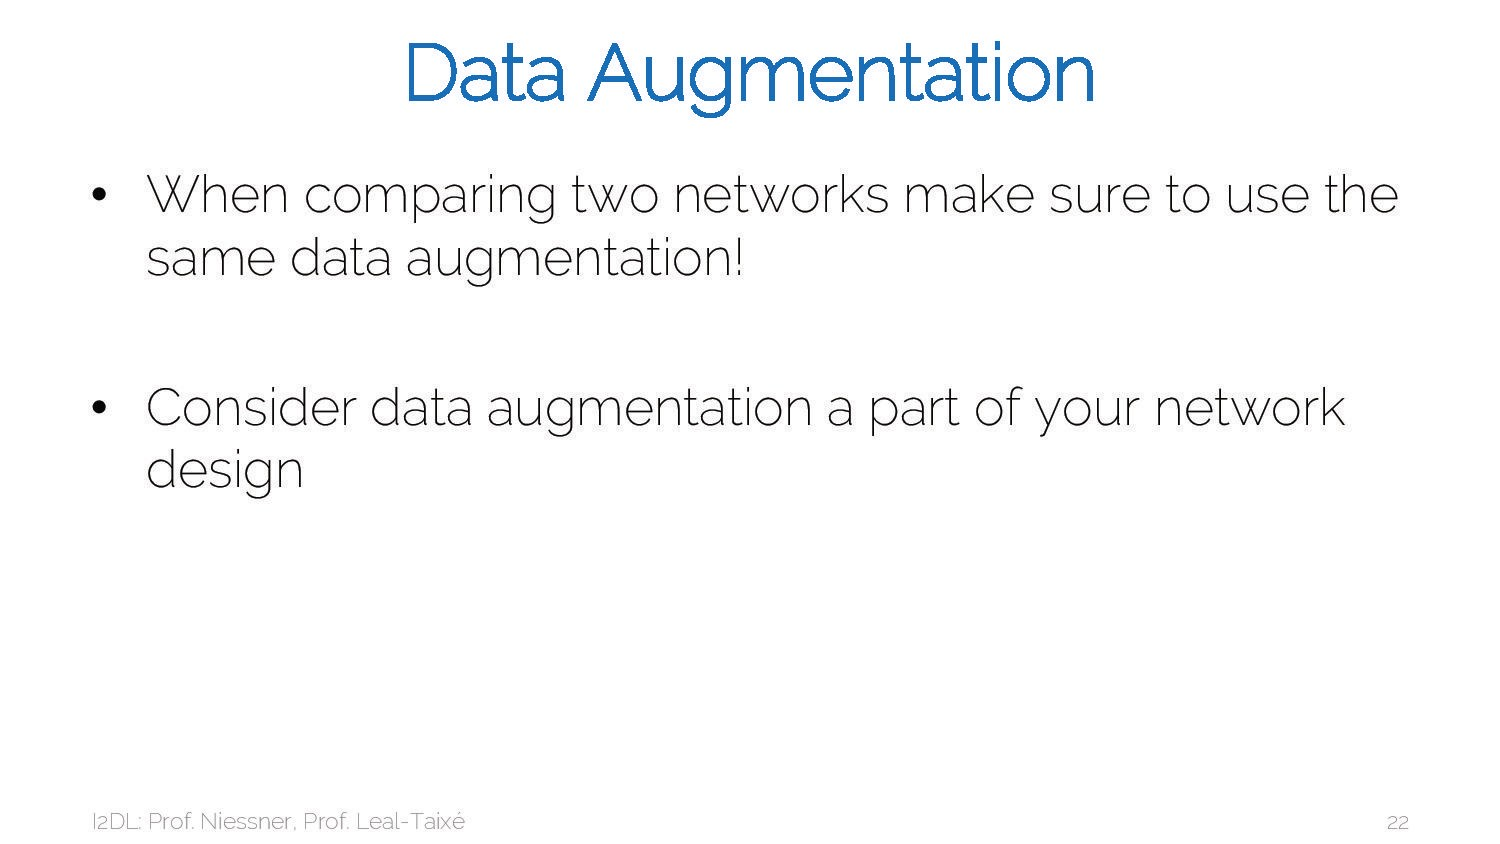 Data Augmentation
• When comparing two networks make sure to use the
same data augmentation!
• Consider data augmentation a part of your network
design
I2DL: Prof. Niessner, Prof. Leal-Taixé
22